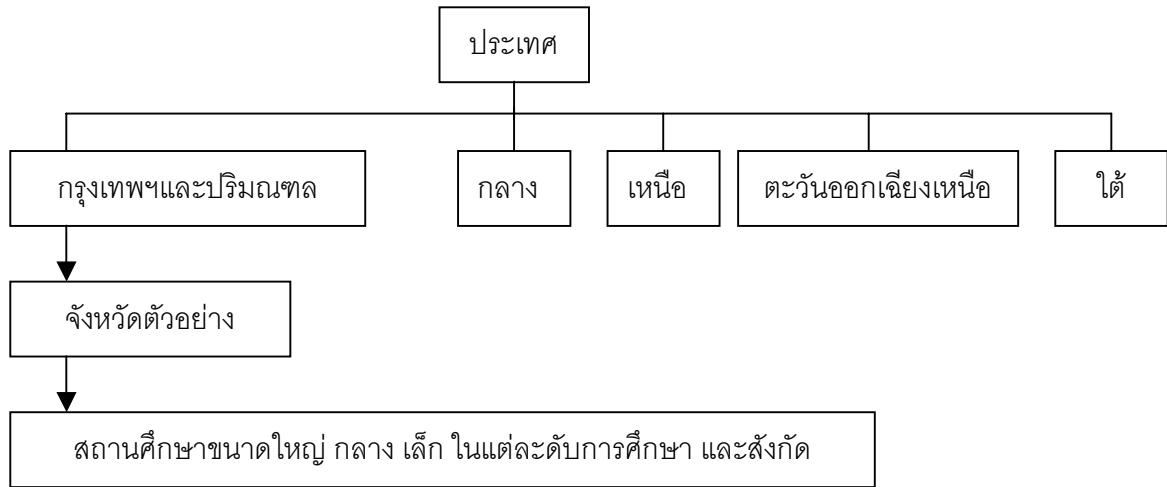 ประเทศ
กรุงเทพฯและปริมณฑล
กลาง
เหนือ
ตะวันออกเฉียงเหนือ
ใต้
จังหวัดตัวอย่าง
สถานศึกษาขนาดใหญ่ กลาง เล็ก ในแต่ละดับการศึกษา และสังกัด